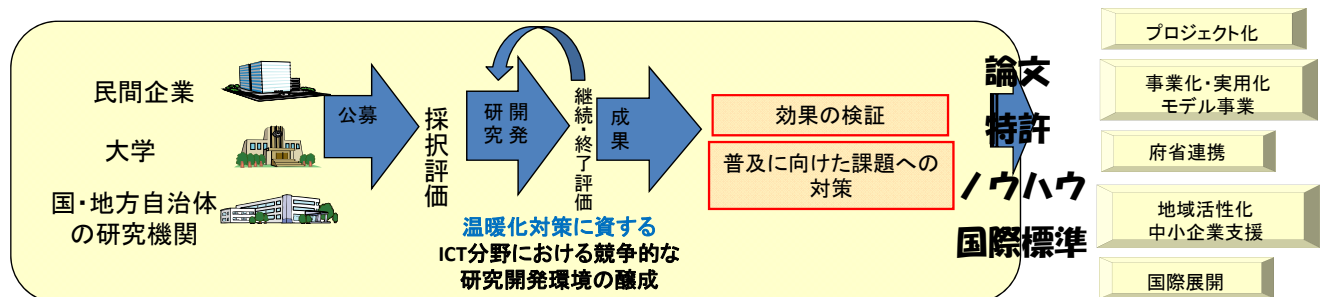 民間企業
大学
国・地方自治体
の研究機関
公募
採択評価
研究
開発
継続・終了評価
成果
温暖化対策に資する
ICT分野における競争的な
研究開発環境の醸成
効果の検証
普及に向けた課題への
対策
論文
特許
ノウハウ
国際標準
プロジェクト化
事業化・実用化
モデル事業
府省連携
地域活性化
中小企業支援
国際展開